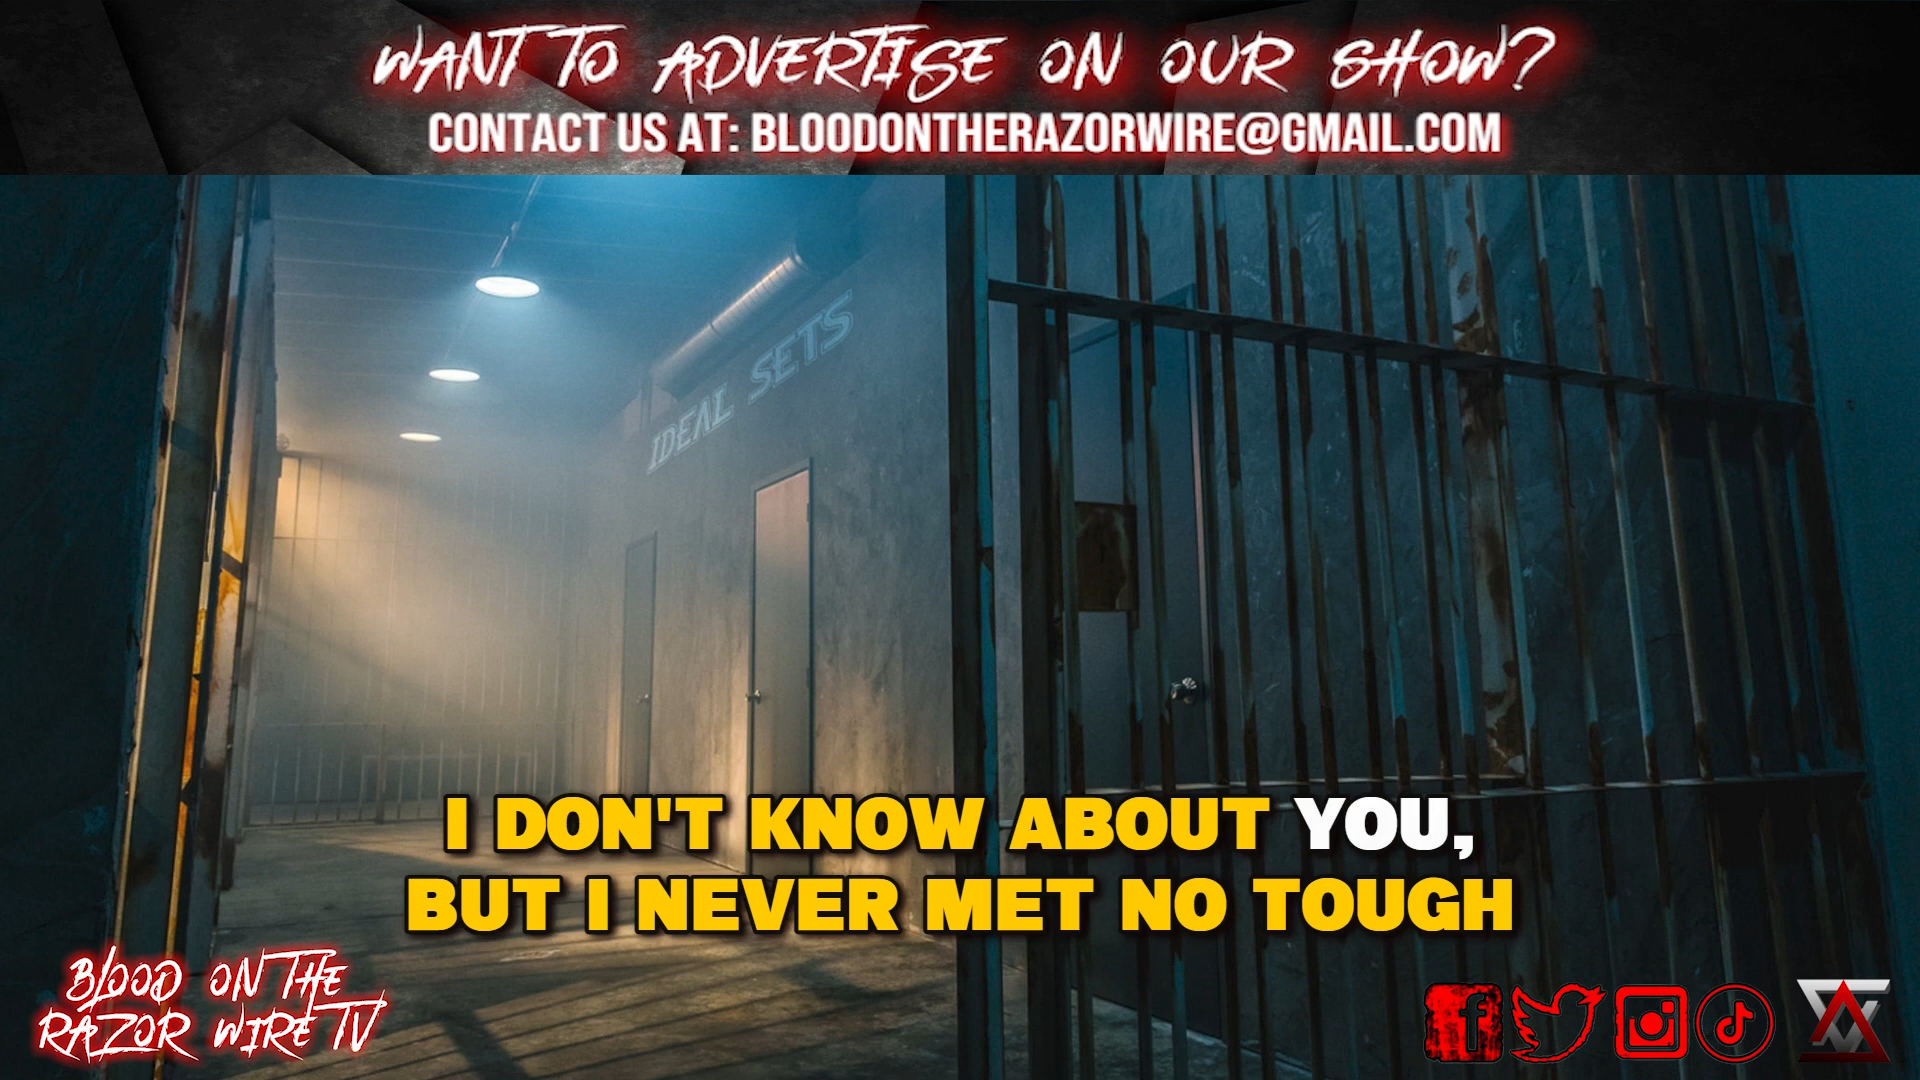 WANT TO ADVERTISE ON OUR SHOW?
CONTACT US AT: BLOODONTHERAZORWIRE@GMAIL.COM
IDEAL SETS
I DON'T KNOW ABOUT YOU,
BUT I NEVER MET NO TOUGH
BLOOD ON THE
RAZOR WIRE TV